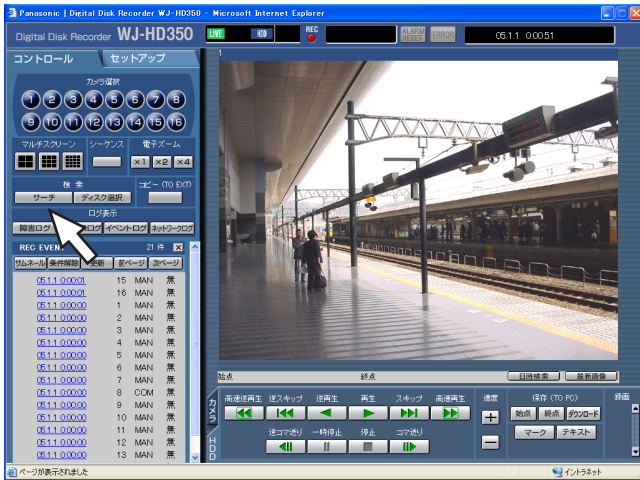 Panasonic | Digital Disk Recorder WJ-HD350 - Microsoft Internet Explorer
Digital Disk Recorder WJ-HD350
LIVE HDD REC ALARM RESET ERROR 05.1.1 0:00:51
コントロール セットアップ
カメラ選択
1 2 3 4 5 6 7 8
9 10 11 12 13 14 15 16
マルチスクリーン シーケンス 電子ズーム
×1 ×2 ×4
検 索 コピー (TO EXT)
サーチ ディスク選択
ログ表示
障害ログ ログ イベントログ ネットワークログ
REC EVENT 21 件
サムネール 条件解除 更新 前ページ 次ページ
05.1.1 0:00:01 15 MAN 無
05.1.1 0:00:01 16 MAN 無
05.1.1 0:00:00 1 MAN 無
05.1.1 0:00:00 2 MAN 無
05.1.1 0:00:00 3 MAN 無
05.1.1 0:00:00 4 MAN 無
05.1.1 0:00:00 5 MAN 無
05.1.1 0:00:00 6 MAN 無
05.1.1 0:00:00 7 MAN 無
05.1.1 0:00:00 8 COM 無
05.1.1 0:00:00 9 MAN 無
05.1.1 0:00:00 10 MAN 無
05.1.1 0:00:00 11 MAN 無
05.1.1 0:00:00 12 MAN 無
05.1.1 0:00:00 13 MAN 無
1
始点 終点 日時検索 最新画像
カメラ
HDD
高速逆再生 逆スキップ 逆再生 再生 スキップ 高速再生
逆コマ送り 一時停止 停止 コマ送り
速度
保存 (TO PC)
始点 終点 ダウンロード
マーク テキスト
録画
ページが表示されました
イントラネット